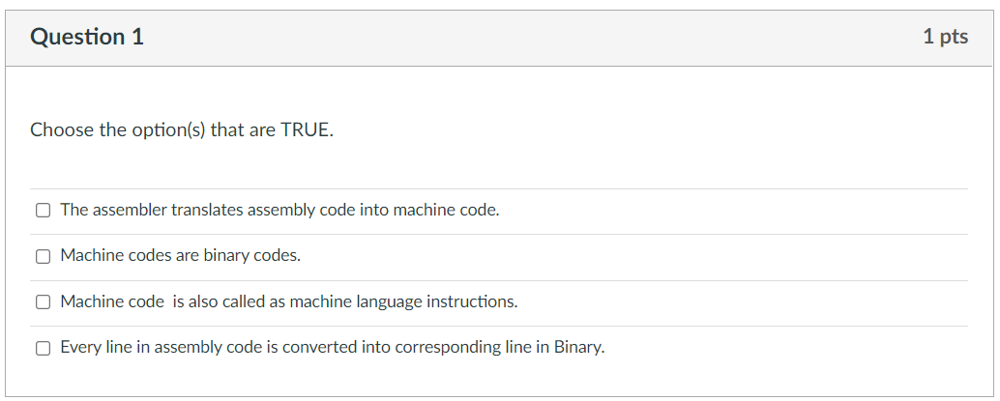 Question 1
1 pts
Choose the option(s) that are TRUE.
The assembler translates assembly code into machine code.
Machine codes are binary codes.
Machine code  is also called as machine language instructions.
Every line in assembly code is converted into corresponding line in Binary.